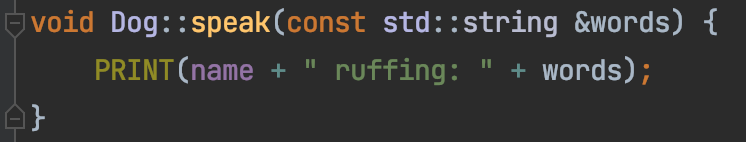 void Dog::speak(const std::string &words) {
    PRINT(name + " ruffing: " + words);
}